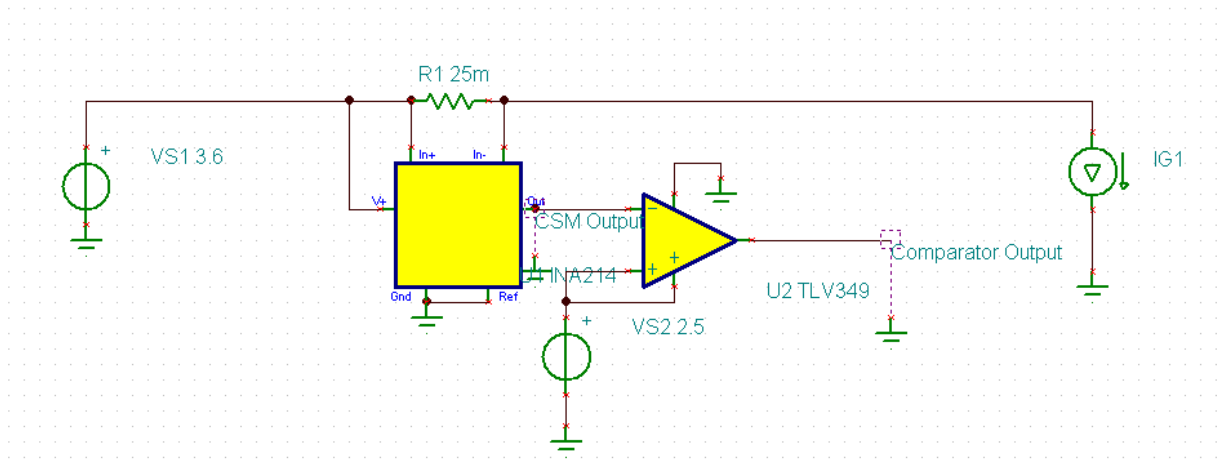 R1 25m
+
VS1 3.6
In+
In-
IG1
V+
Out
CSM Output
−
+
+
Comparator Output
U1 INA214
U2 TLV349
Gnd
Ref
+
VS2 2.5